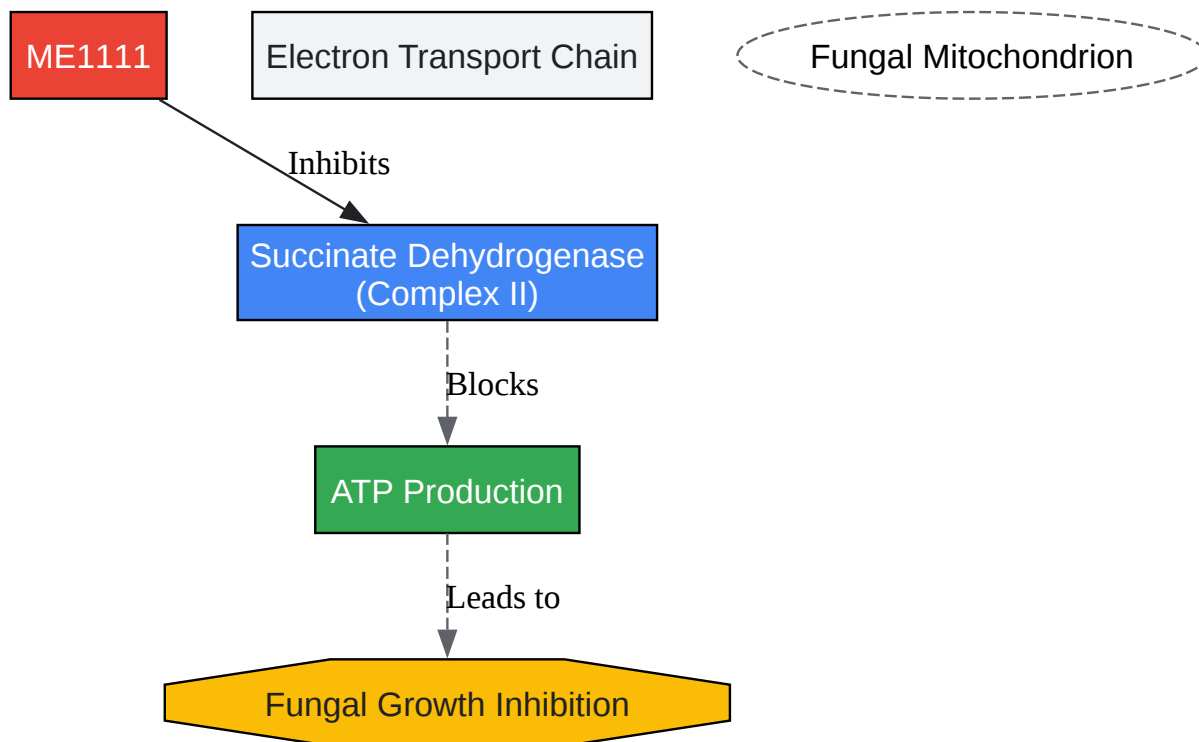 ME1111
Electron Transport Chain
Fungal Mitochondrion
Inhibits
Succinate Dehydrogenase
(Complex II)
Blocks
ATP Production
Leads to
Fungal Growth Inhibition